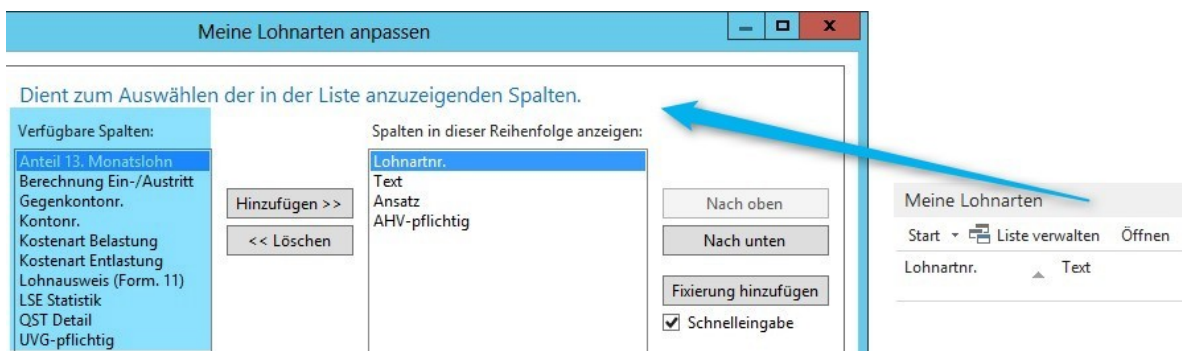 Meine Lohnarten anpassen
Dient zum Auswählen der in der Liste anzuzeigenden Spalten.
Verfügbare Spalten:
Anteil 13. Monatslohn
Berechnung Ein-/Austritt
Gegenkontonr.
Kontonr.
Kostenart Belastung
Kostenart Entlastung
Lohnausweis (Form. 11)
LSE Statistik
QST Detail
UVG-pflichtig
Hinzufügen >>
<< Löschen
Spalten in dieser Reihenfolge anzeigen:
Lohnartnr.
Text
Ansatz
AHV-pflichtig
Nach oben
Nach unten
Fixierung hinzufügen
Schnelleingabe
Meine Lohnarten
Start Liste verwalten Öffnen
Lohnartnr. Text